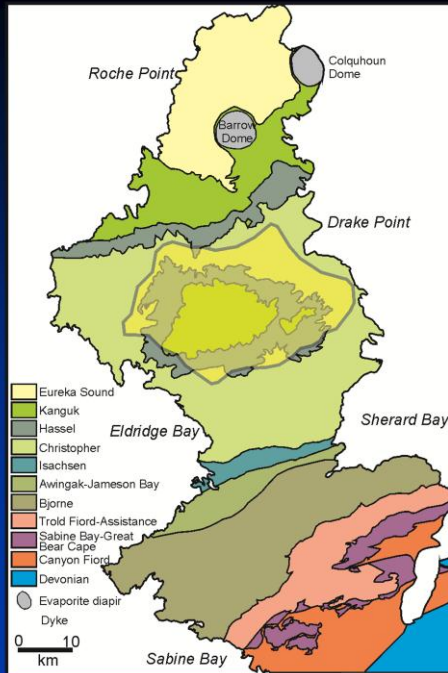 Roche Point
Colquhoun
Dome
Barrow
Dome
Drake Point
Eldridge Bay
Sherard Bay
Eureka Sound
Kanguk
Hassel
Christopher
Isachsen
Awingak-Jameson Bay
Bjorne
Trold Fiord-Assistance
Sabine Bay-Great
Bear Cape
Canyon Fiord
Devonian
Evaporite diapir
Dyke
0 10
km
Sabine Bay